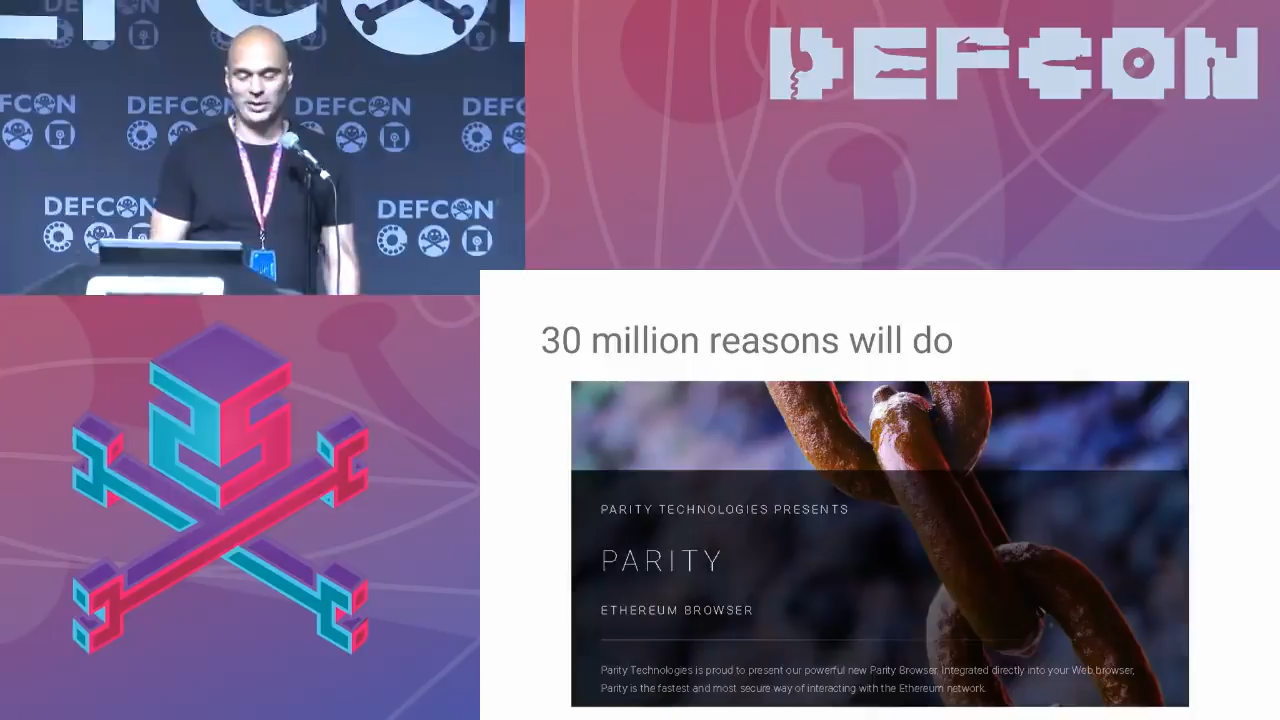 DEFCON
DEFCON
DEFCON
DEFCON
DEFCON
DEFCON
DEFCON
30 million reasons will do
PARITY TECHNOLOGIES PRESENTS
PARITY
ETHEREUM BROWSER
Parity Technologies is proud to present our powerful new Parity Browser. Integrated directly into your Web browser,
Parity is the fastest and most secure way of interacting with the Ethereum network.
25